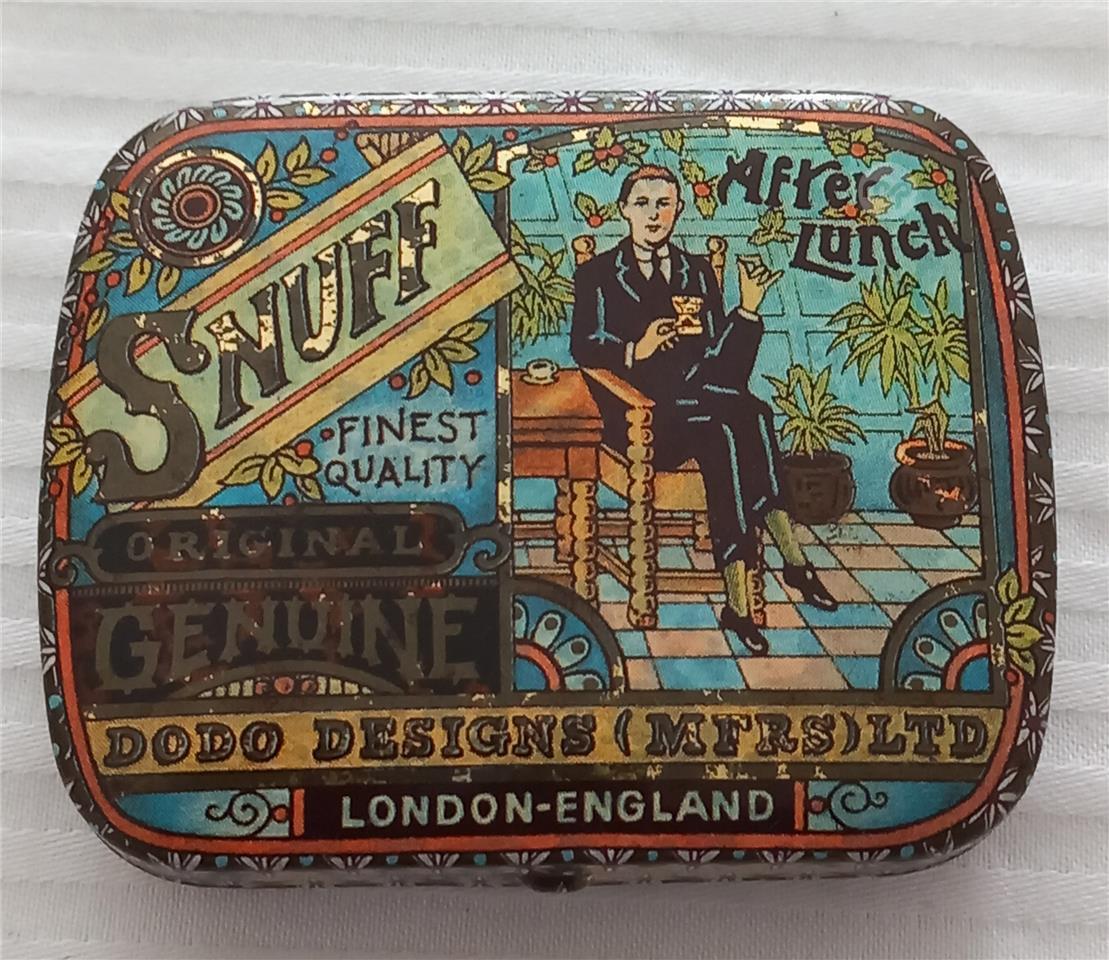 SNUFF
FINEST
QUALITY
ORIGINAL
GENUINE
After
Lunch
DODO DESIGNS (MFRS) LTD
LONDON-ENGLAND